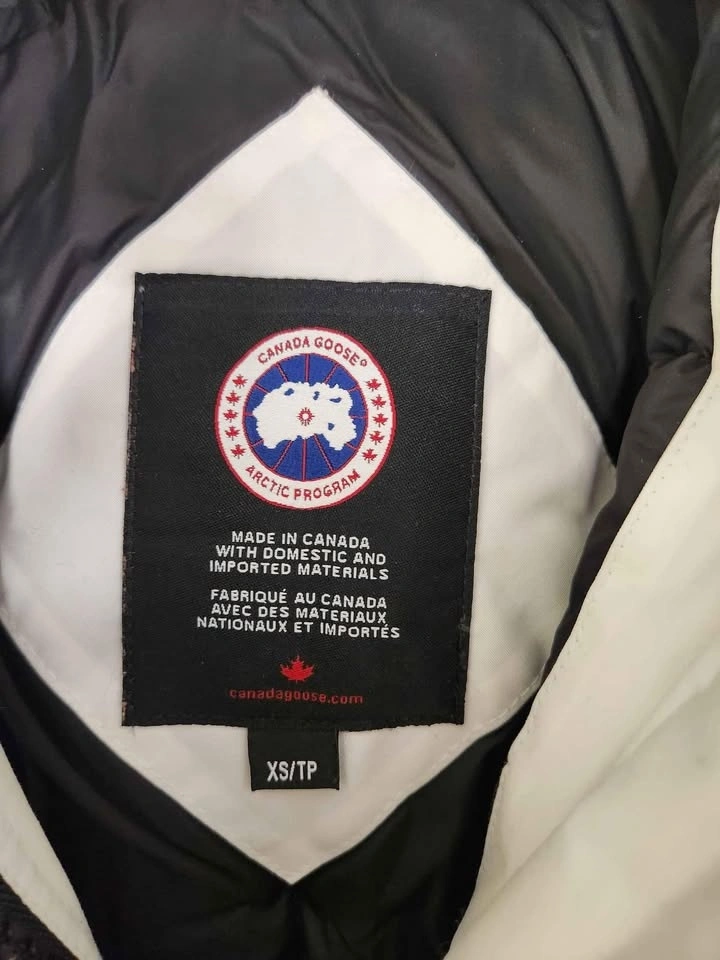 CANADA GOOSE®
ARCTIC PROGRAM
MADE IN CANADA
WITH DOMESTIC AND
IMPORTED MATERIALS
FABRIQUÉ AU CANADA
AVEC DES MATERIAUX
NATIONAUX ET IMPORTÉS
canadagoose.com
XS/TP